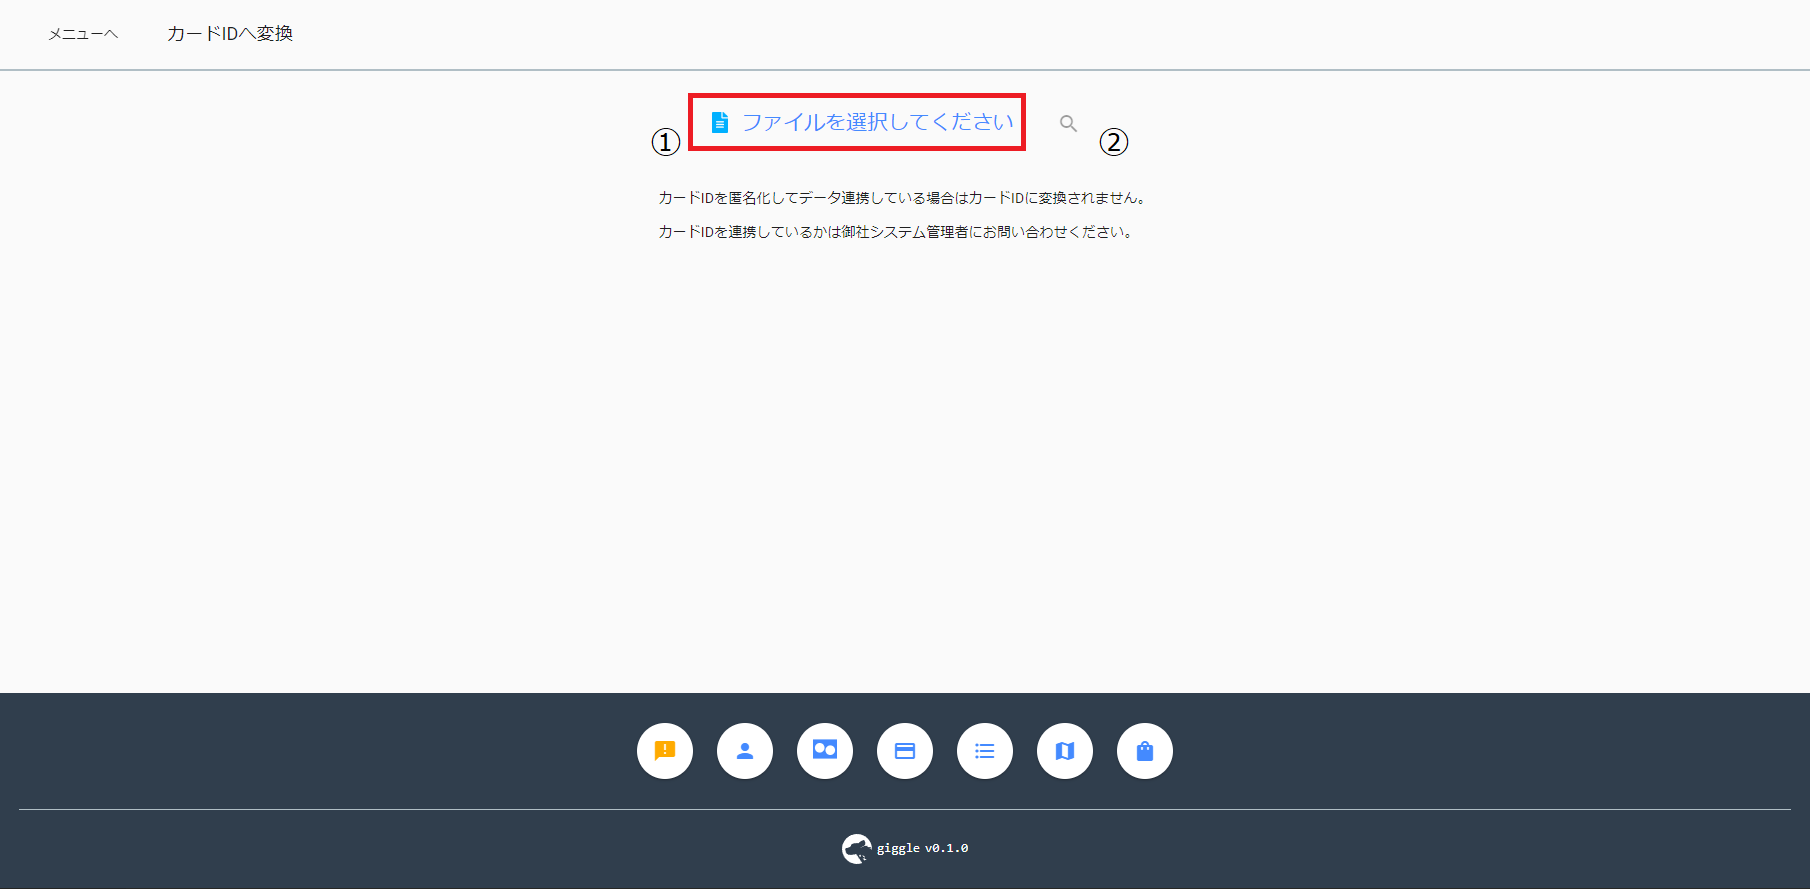 メニューへ カードIDへ変換
① ファイルを選択してください ②
カードIDを匿名化してデータ連携している場合はカードIDに変換されません。
カードIDを連携しているかは御社システム管理者にお問い合わせください。
giggle v0.1.0